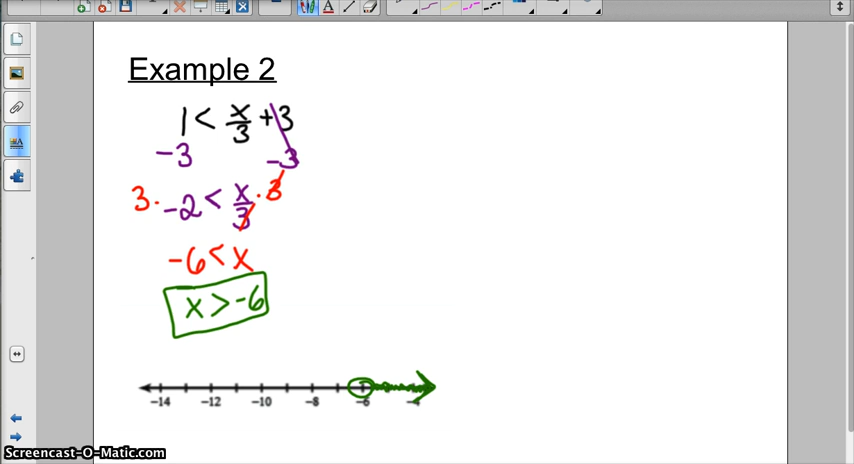 Example 2
1 < x/3 + 3
-3 -3
3 · -2 < x/3 · 3
-6 < x
x > -6
-14 -12 -10 -8 -6 -4
Screencast-O-Matic.com